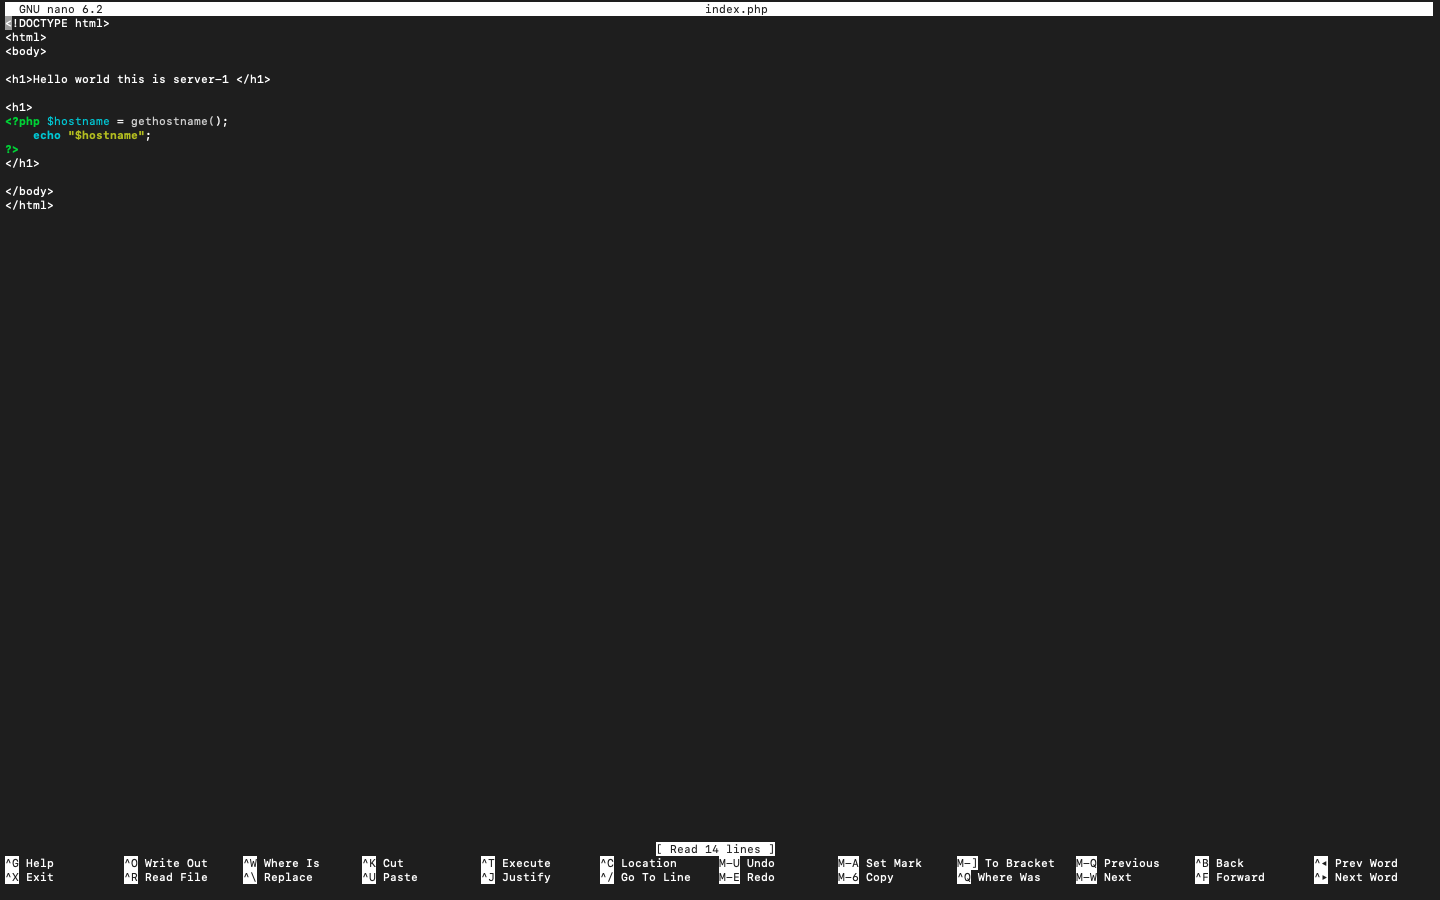 GNU nano 6.2 index.php
<!DOCTYPE html>
<html>
<body>
<h1>Hello world this is server-1 </h1>
<h1>
<?php $hostname = gethostname();
    echo "$hostname";
?>
</h1>
</body>
</html>
[ Read 14 lines ]
^G Help ^O Write Out ^W Where Is ^K Cut ^T Execute ^C Location M-U Undo M-A Set Mark M-] To Bracket M-Q Previous ^B Back ^◂ Prev Word
^X Exit ^R Read File ^\ Replace ^U Paste ^J Justify ^/ Go To Line M-E Redo M-6 Copy ^Q Where Was M-W Next ^F Forward ^▸ Next Word